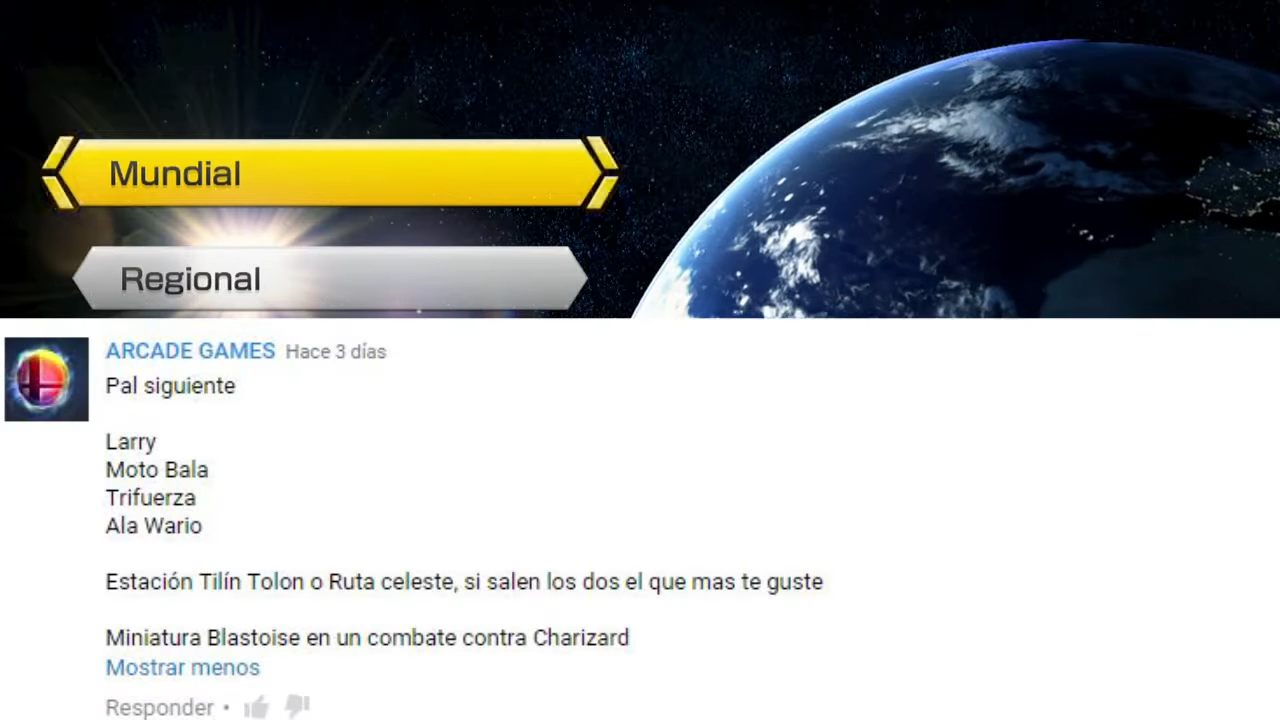 Mundial
Regional
ARCADE GAMES Hace 3 días
Pal siguiente
Larry
Moto Bala
Trifuerza
Ala Wario
Estación Tilín Tolon o Ruta celeste, si salen los dos el que mas te guste
Miniatura Blastoise en un combate contra Charizard
Mostrar menos
Responder •